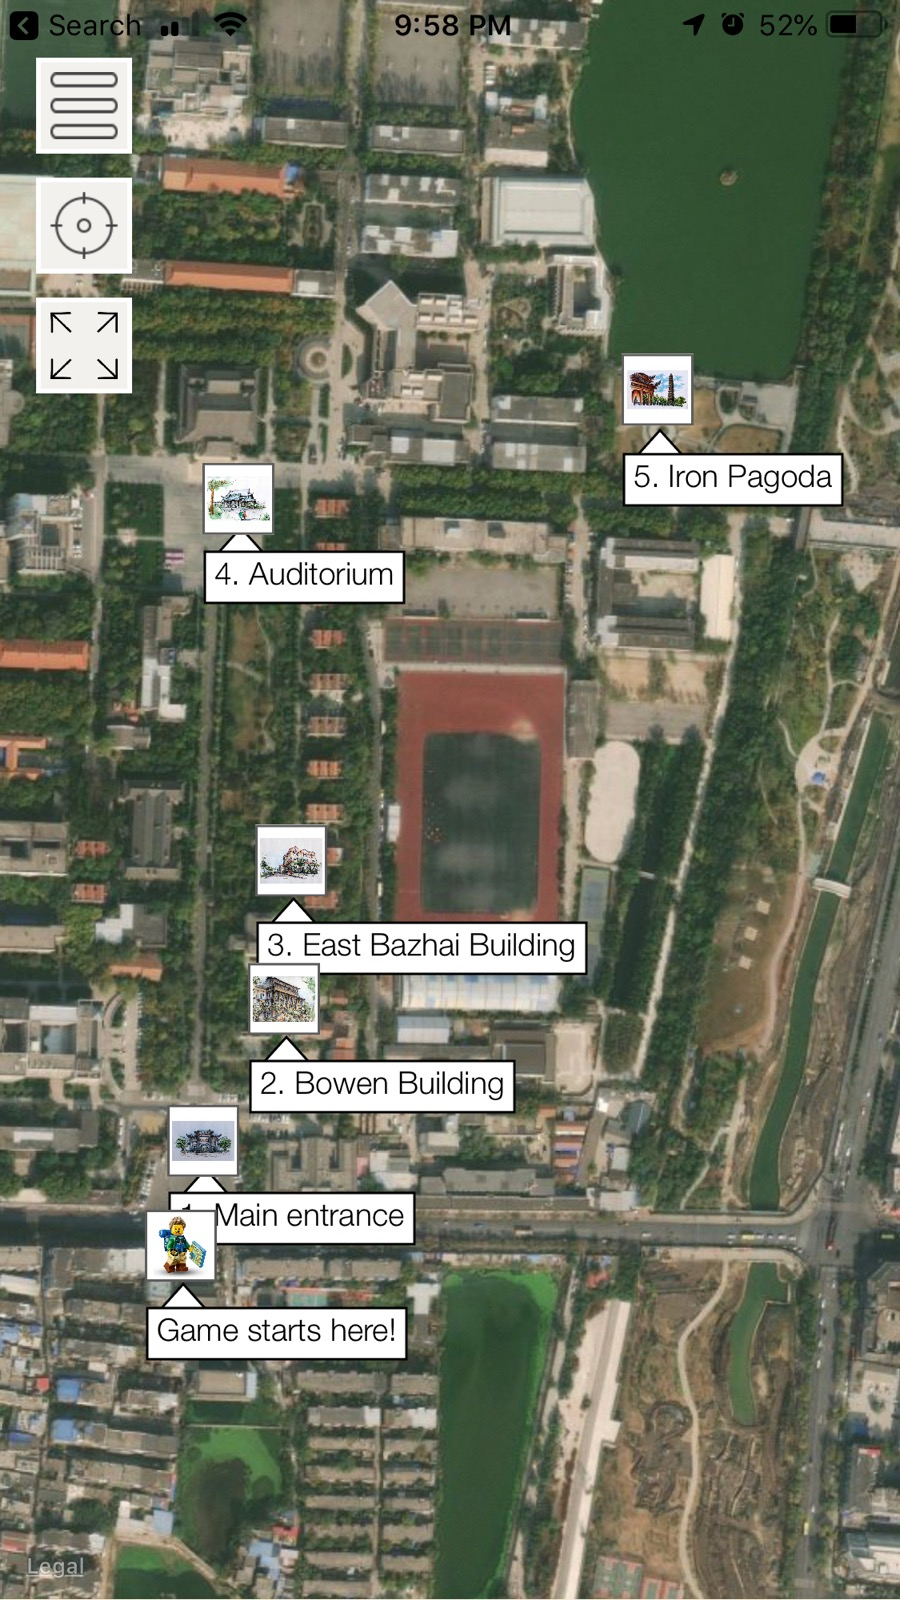 Search
9:58 PM
52%
5. Iron Pagoda
4. Auditorium
3. East Bazhai Building
2. Bowen Building
Main entrance
Game starts here!
Legal